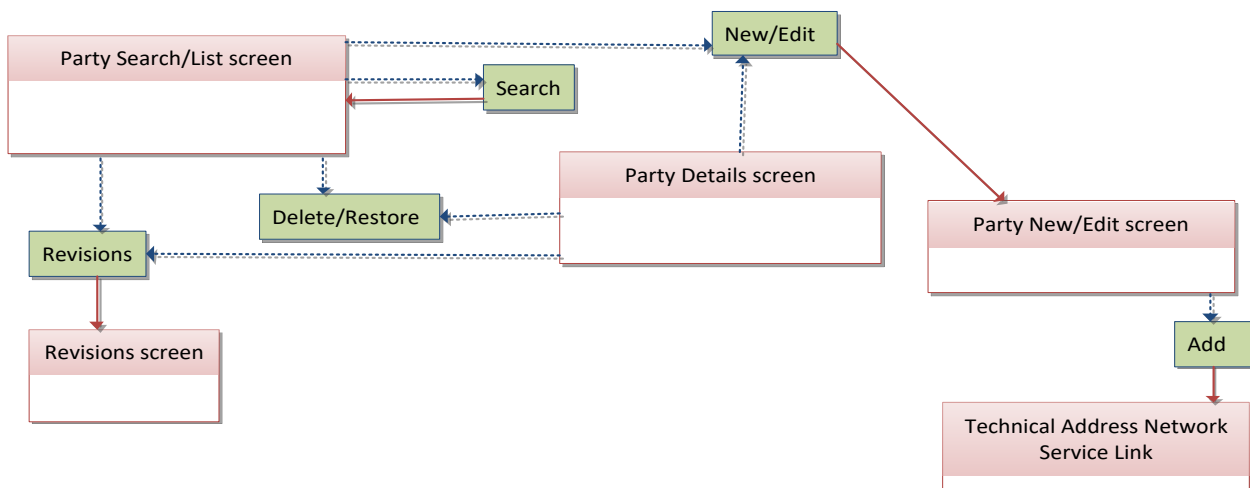 New/Edit
Party Search/List screen
Search
Party Details screen
Delete/Restore
Party New/Edit screen
Revisions
Add
Revisions screen
Technical Address Network
Service Link